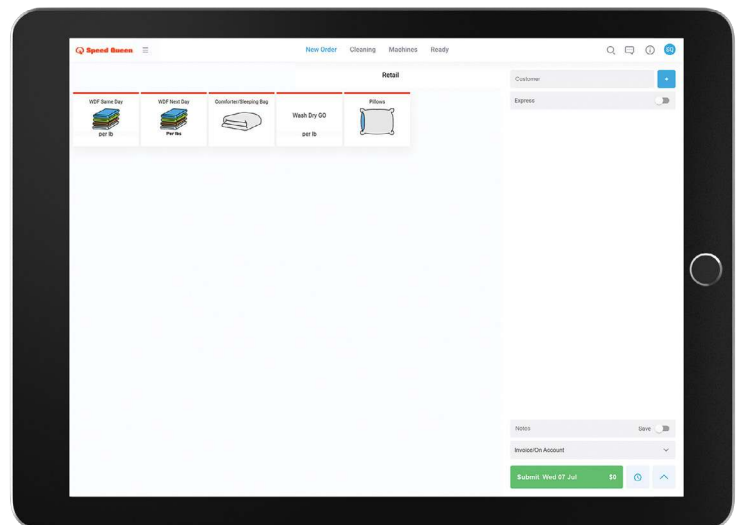 Speed Queen
New Order Cleaning Machines Ready
SQ
Retail
Customer
+
Express
WDF Same Day
per lb
WDF Next Day
Per lbs
Comforter/Sleeping Bag
Wash Dry GO
per lb
Pillows
Notes Save
Invoice/On Account
Submit Wed 07 Jul $0